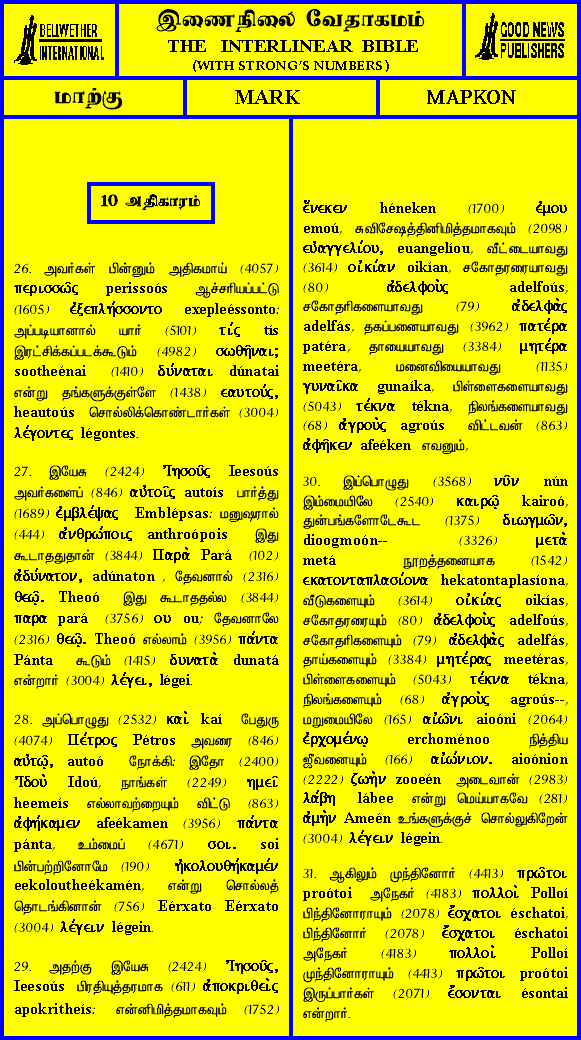 BELLWETHER
INTERNATIONAL
இணைநிலை வேதாகமம்
THE INTERLINEAR BIBLE
(WITH STRONG'S NUMBERS)
GOOD NEWS
PUBLISHERS
மாற்கு
MARK
ΜΑΡΚΟΝ
10 அதிகாரம்
26. அவர்கள் பின்னும் அதிகமாய் (4057)
περισσῶς perissoós ஆச்சரியப்பட்டு
(1605) ἐξεπλήσσοντο exepleéssonto:
அப்படியானால் யார் (5101) τίς tís
இரட்சிக்கப்படக்கூடும் (4982) σωθῆναι;
sootheénai (1410) δύναται dúnatai
என்று தங்களுக்குள்ளே (1438) εαυτούς,
heautoús சொல்லிக்கொண்டார்கள் (3004)
λέγοντες légontes.
27. இயேசு (2424) Ἰησοῦς Ieesoús
அவர்களைப் (846) αὐτοῖς autoís பார்த்து
(1689) ἐμβλέψας Emblépsas: மனுஷரால்
(444) ἀνθρώποις anthroópois இது
கூடாததுதான் (3844) Παρὰ Pará (102)
ἀδύνατον, adúnaton , தேவனால் (2316)
θεῷ. Theoó இது கூடாததல்ல (3844)
παρα pará (3756) ου ou; தேவனாலே
(2316) θεῷ. Theoó எல்லாம் (3956) πάντα
Pánta கூடும் (1415) δυνατὰ dunatá
என்றார் (3004) λέγει, légei.
28. அப்பொழுது (2532) καὶ kaí பேதுரு
(4074) Πέτρος Pétros அவரை (846)
αὐτῷ, autoó நோக்கி: இதோ (2400)
Ἰδοὺ Idoú, நாங்கள் (2249) ημεῖ
heemeís எல்லாவற்றையும் விட்டு (863)
ἀφήκαμεν afeékamen (3956) πάντα
pánta, உம்மைப் (4671) σοι. soi
பின்பற்றினோமே (190) ἠκολουθήκαμέν
eekoloutheékamén, என்று சொல்லத்
தொடங்கினான் (756) Eérxato Eérxato
(3004) λέγειν légein.
29. அதற்கு இயேசு (2424) Ἰησοῦς,
Ieesoús பிரதியுத்தரமாக (611) ἀποκριθεὶς
apokritheís: என்னிமித்தமாகவும் (1752)
ἕνεκεν héneken (1700) ἐμου
emoú, சுவிசேஷத்தினிமித்தமாகவும் (2098)
εὐαγγελίου, euangelíou, வீட்டையாவது
(3614) οἰκίαν oikían, சகோதரரையாவது
(80) ἀδελφοὺς adelfoús,
சகோதரிகளையாவது (79) ἀδελφὰς
adelfás, தகப்பனையாவது (3962) πατέρα
patéra, தாயையாவது (3384) μητέρα
meetéra, மனைவியையாவது (1135)
γυναῖκα gunaíka, பிள்ளைகளையாவது
(5043) τέκνα tékna, நிலங்களையாவது
(68) ἀγροὺς agroús விட்டவன் (863)
ἀφῆκεν afeéken எவனும்,
30. இப்பொழுது (3568) νῦν nún
இம்மையிலே (2540) καιρῷ kairoó,
துன்பங்களோடேகூட (1375) διωγμῶν,
dioogmoón-- (3326) μετὰ
metá நூறத்தனையாக (1542)
εκατονταπλασίονα hekatontaplasíona,
வீடுகளையும் (3614) οἰκίας oikías,
சகோதரரையும் (80) ἀδελφοὺς adelfoús,
சகோதரிகளையும் (79) ἀδελφὰς adelfás,
தாய்களையும் (3384) μητέρας meetéras,
பிள்ளைகளையும் (5043) τέκνα tékna,
நிலங்களையும் (68) ἀγροὺς agroús--,
மறுமையிலே (165) αἰῶνι aioóni (2064)
ἐρχομένῳ erchoménoo நித்திய
ஜீவனையும் (166) αἰώνιον. aioónion
(2222) ζωὴν zooeén அடைவான் (2983)
λάβη lábee என்று மெய்யாகவே (281)
ἀμὴν Ameén உங்களுக்குச் சொல்லுகிறேன்
(3004) λέγειν légein.
31. ஆகிலும் முந்தினோர் (4413) πρῶτοι
proótoi அநேகர் (4183) πολλοὶ Polloí
பிந்தினோராயும் (2078) ἔσχατοι éschatoi,
பிந்தினோர் (2078) ἔσχατοι éschatoi
அநேகர் (4183) πολλοὶ Polloí
முந்தினோராயும் (4413) πρῶτοι proótoi
இருப்பார்கள் (2071) ἔσονται ésontai
என்றார்.